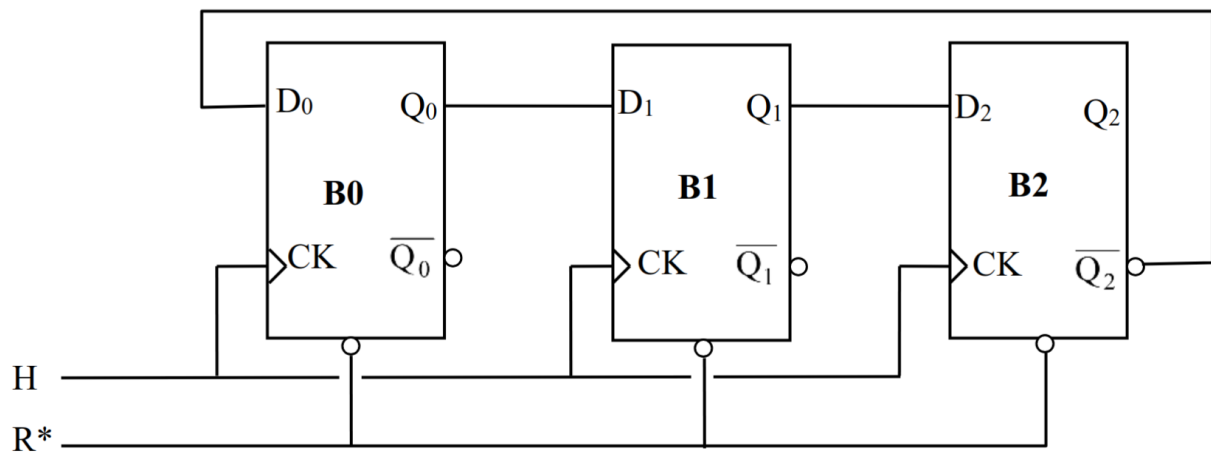 D₀ Q₀ D₁ Q₁ D₂ Q₂
B0 B1 B2
CK Q̅₀ CK Q̅₁ CK Q̅₂
H
R*